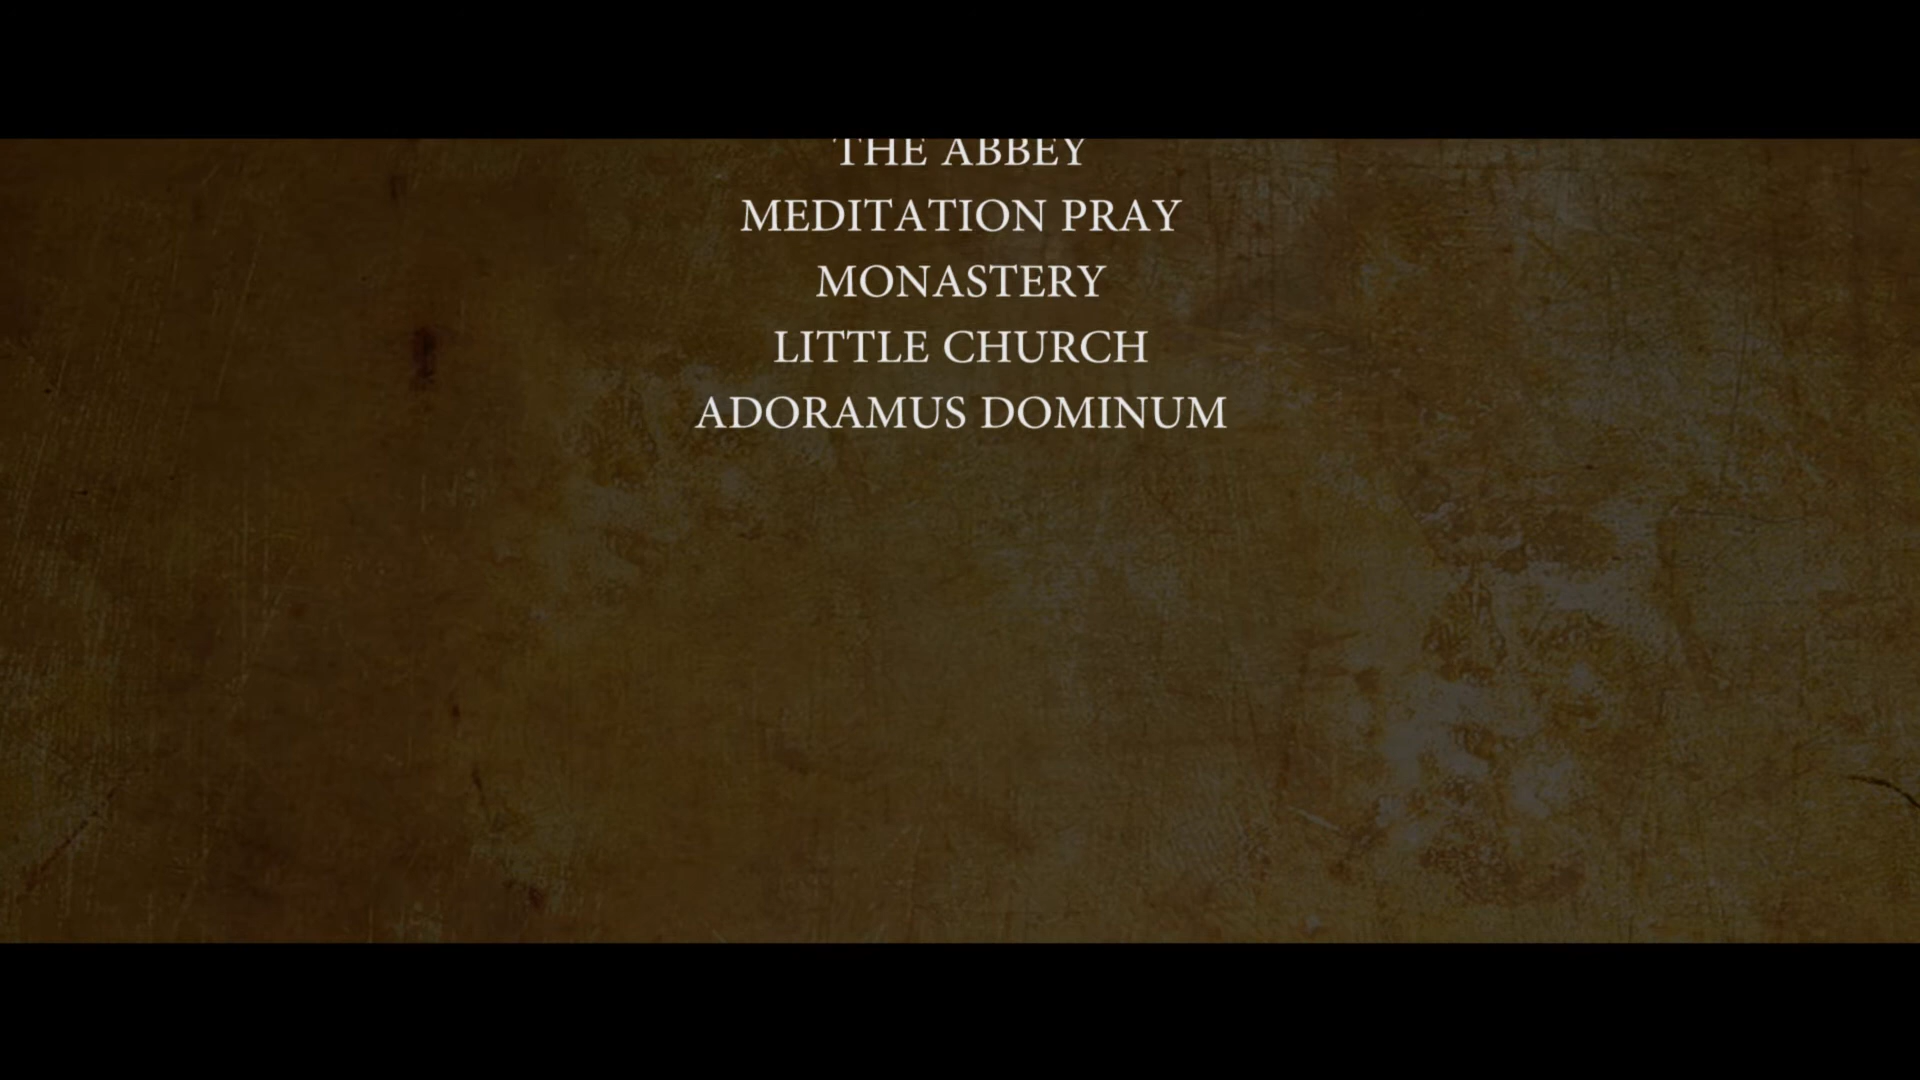 THE ABBEY
MEDITATION PRAY
MONASTERY
LITTLE CHURCH
ADORAMUS DOMINUM